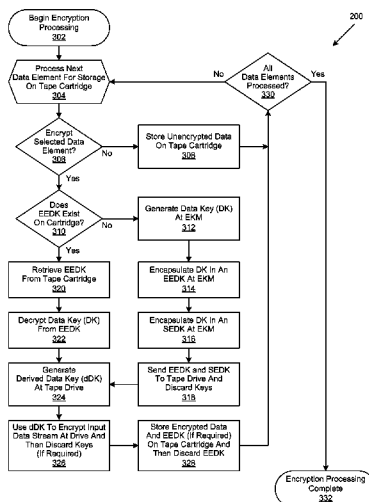 Begin Encryption
Processing
302
200
Process Next
Data Element For Storage
On Tape Cartridge
304
No
All
Data Elements
Processed?
330
Yes
Encrypt
Selected Data
Element?
308
No
Store Unencrypted Data
On Tape Cartridge
306
Yes
Does
EEDK Exist
On Cartridge?
310
No
Generate Data Key (DK)
At EKM
312
Yes
Retrieve EEDK
From Tape Cartridge
320
Encapsulate DK In An
EEDK At EKM
314
Decrypt Data Key (DK)
From EEDK
322
Encapsulate DK In An
SEDK At EKM
316
Generate
Derived Data Key (dDK)
At Tape Drive
324
Send EEDK and SEDK
To Tape Drive And
Discard Keys
318
Use dDK To Encrypt Input
Data Stream At Drive And
Then Discard Keys
(If Required)
326
Store Encrypted Data
And EEDK (If Required)
On Tape Cartridge And
Then Discard EEDK
328
Encryption Processing
Complete
332